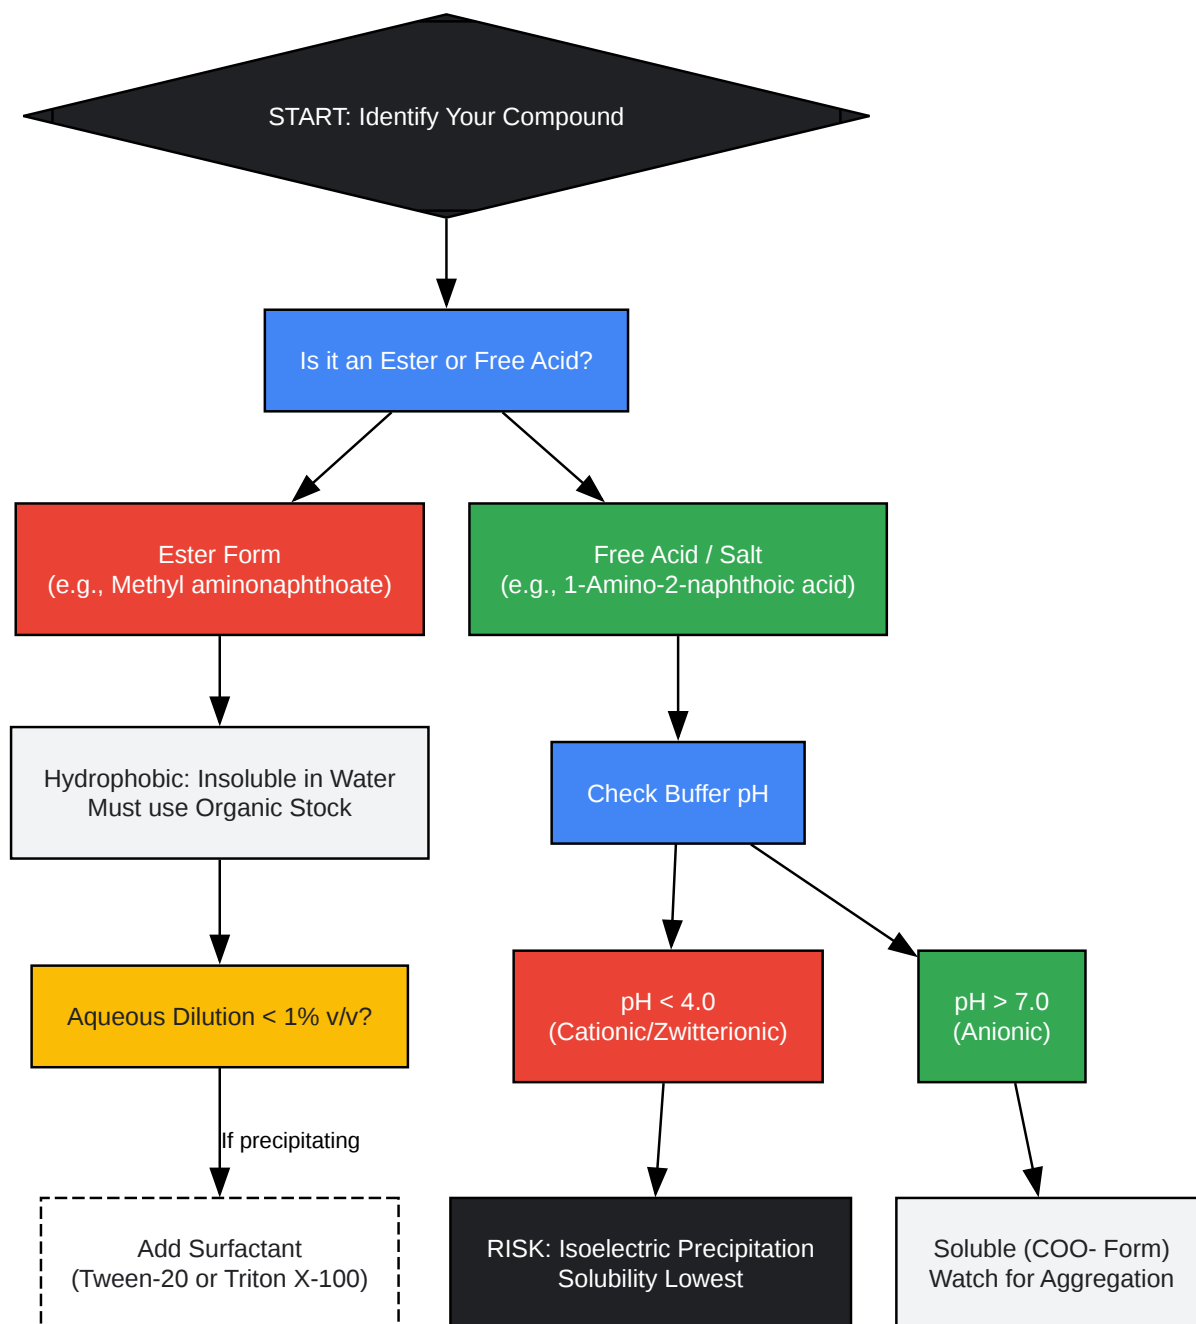 START: Identify Your Compound
Is it an Ester or Free Acid?
Ester Form
(e.g., Methyl aminonaphthoate)
Free Acid / Salt
(e.g., 1-Amino-2-naphthoic acid)
Hydrophobic: Insoluble in Water
Must use Organic Stock
Check Buffer pH
Aqueous Dilution < 1% v/v?
pH < 4.0
(Cationic/Zwitterionic)
pH > 7.0
(Anionic)
If precipitating
Add Surfactant
(Tween-20 or Triton X-100)
RISK: Isoelectric Precipitation
Solubility Lowest
Soluble (COO- Form)
Watch for Aggregation